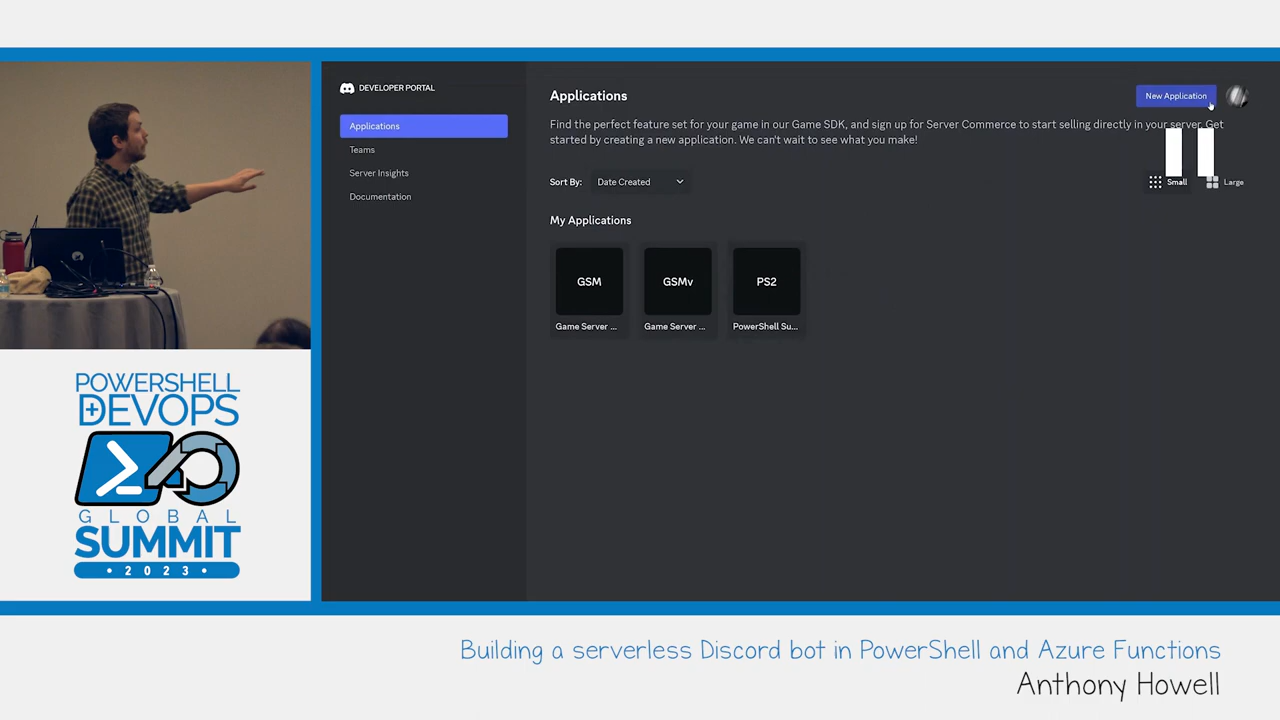 DEVELOPER PORTAL
Applications
Teams
Server Insights
Documentation
Applications
New Application
Find the perfect feature set for your game in our Game SDK, and sign up for Server Commerce to start selling directly in your server. Get
started by creating a new application. We can't wait to see what you make!
Sort By:
Date Created
Small
Large
My Applications
GSM
GSMv
PS2
Game Server ...
Game Server ...
PowerShell Su...
POWERSHELL
+DEVOPS
GLOBAL
SUMMIT
• 2023 •
Building a serverless Discord bot in PowerShell and Azure Functions
Anthony Howell